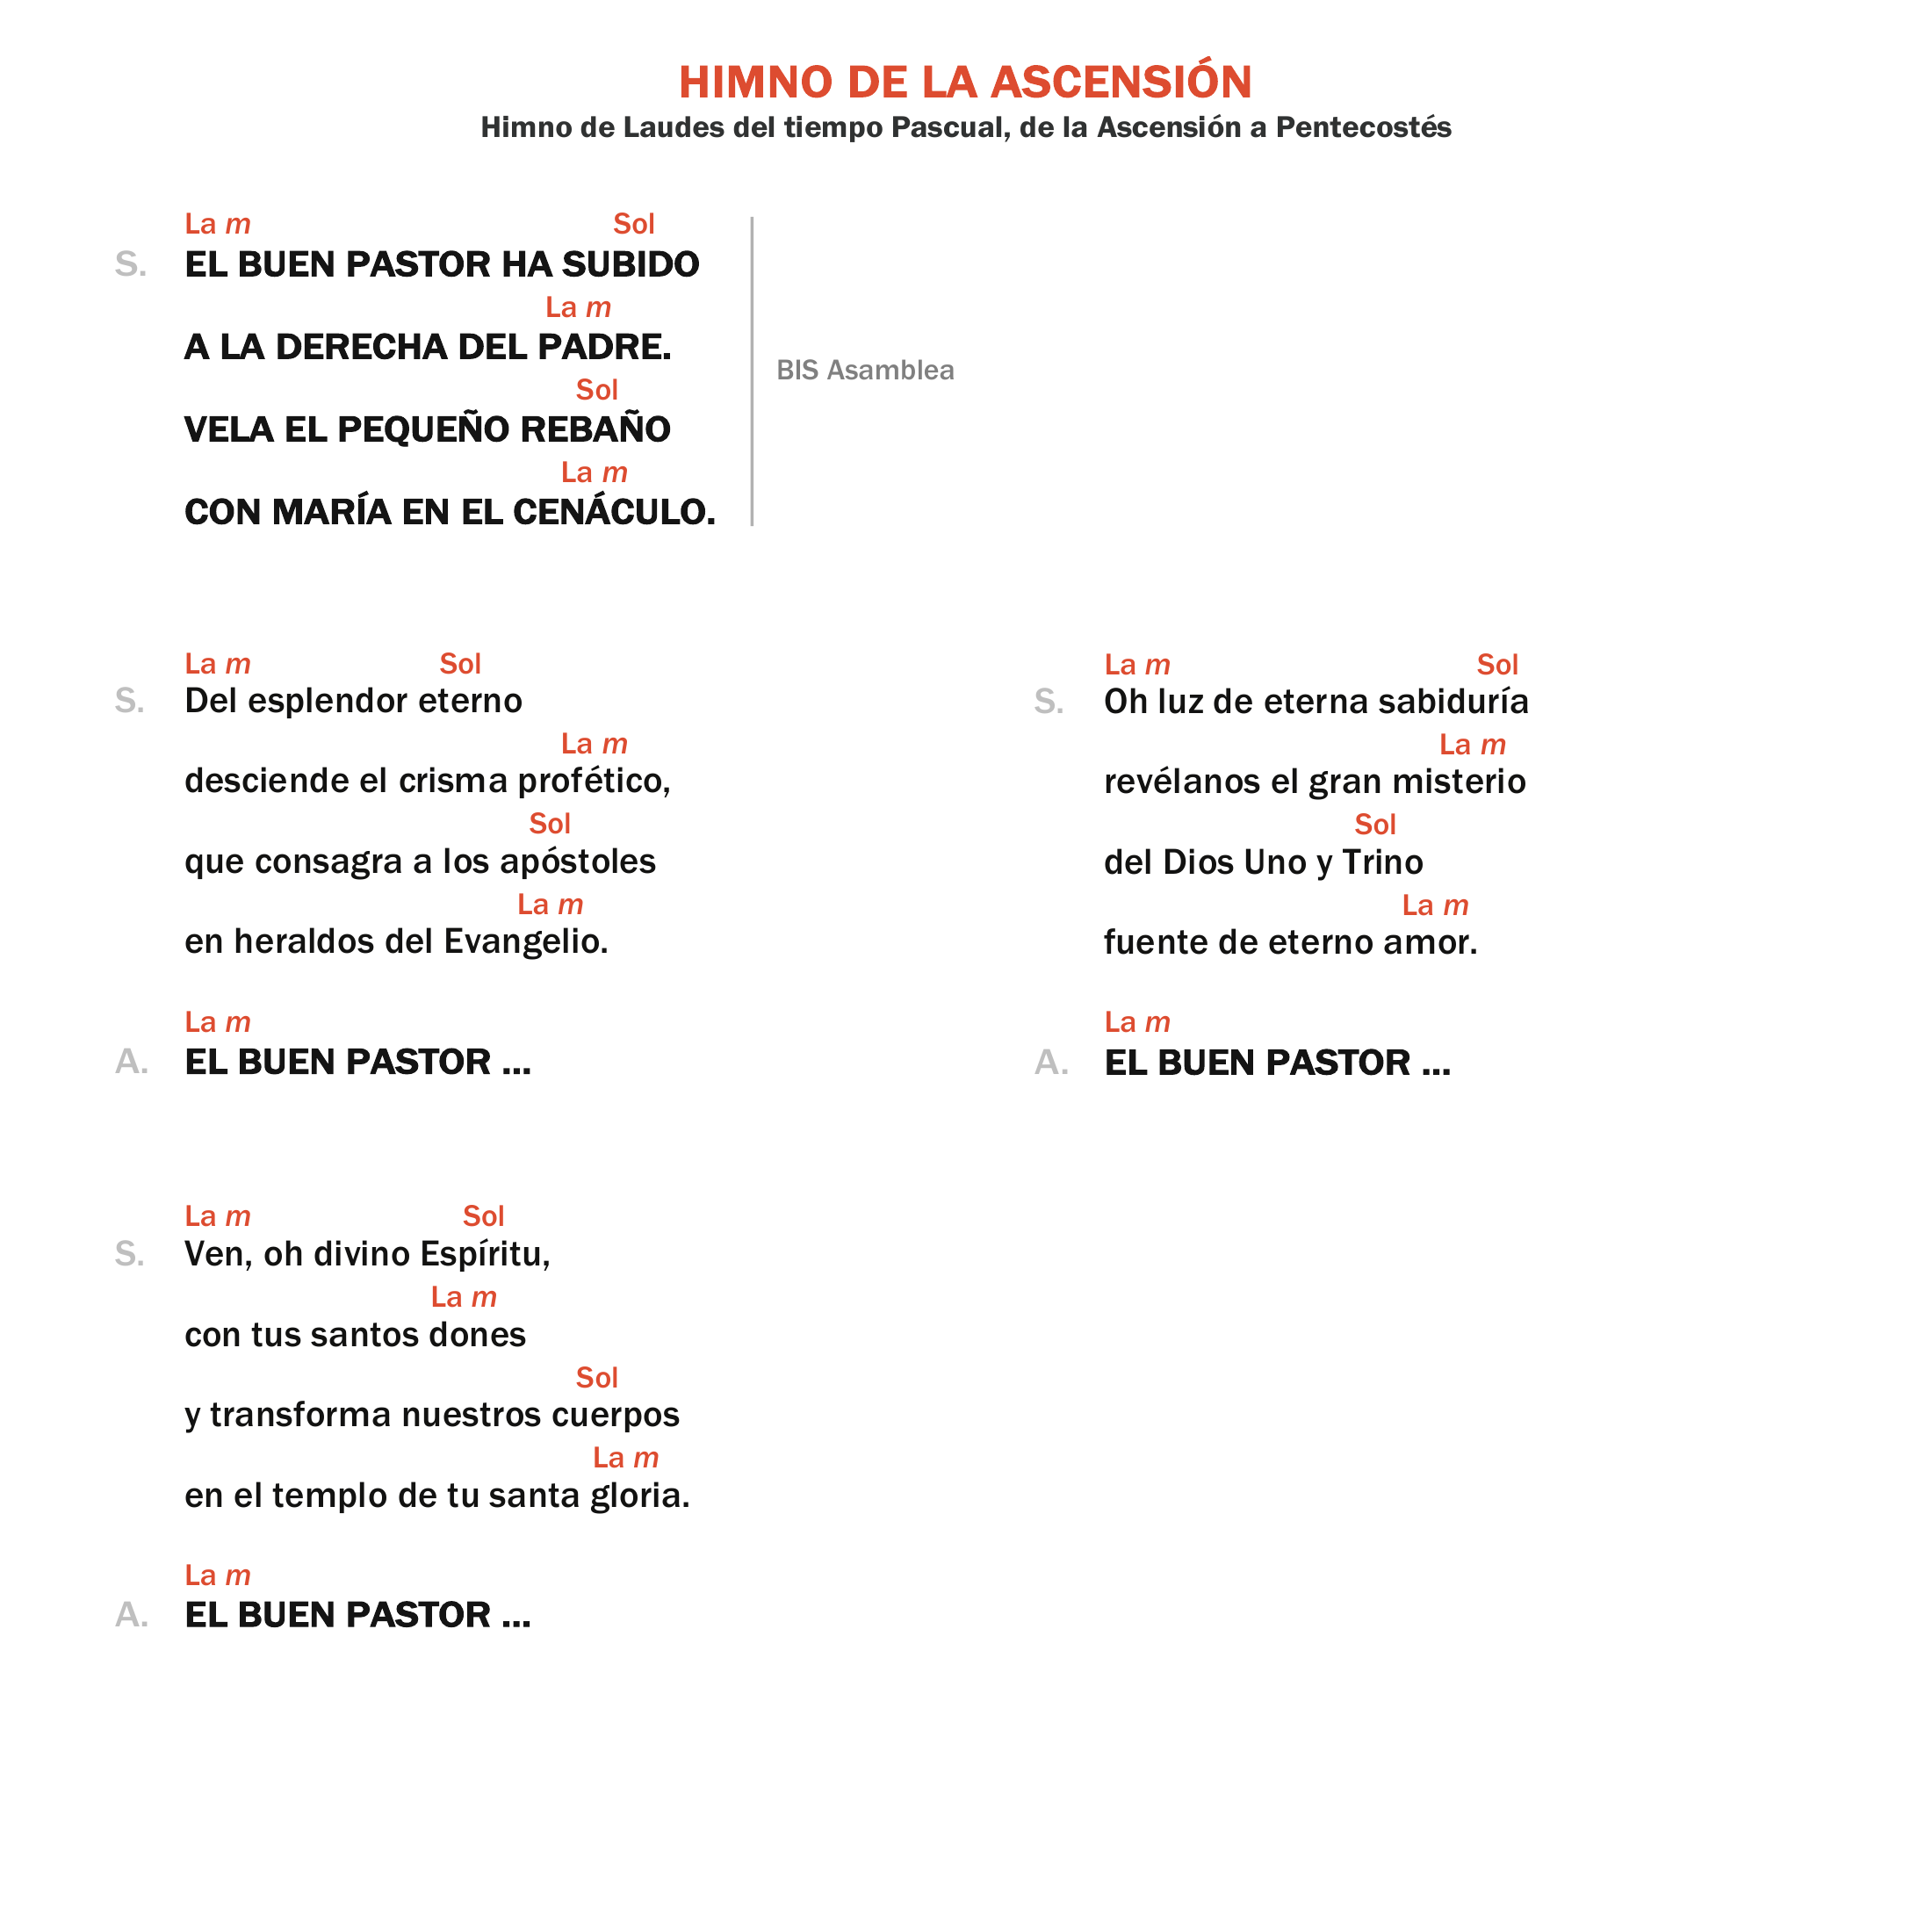 HIMNO DE LA ASCENSIÓN
Himno de Laudes del tiempo Pascual, de la Ascensión a Pentecostés
La m Sol
S. EL BUEN PASTOR HA SUBIDO
La m
A LA DERECHA DEL PADRE.
Sol
VELA EL PEQUEÑO REBAÑO
La m
CON MARÍA EN EL CENÁCULO.
BIS Asamblea
La m Sol
S. Del esplendor eterno
La m
desciende el crisma profético,
Sol
que consagra a los apóstoles
La m
en heraldos del Evangelio.
La m
A. EL BUEN PASTOR ...
La m Sol
S. Ven, oh divino Espíritu,
La m
con tus santos dones
Sol
y transforma nuestros cuerpos
La m
en el templo de tu santa gloria.
La m
A. EL BUEN PASTOR ...
La m Sol
S. Oh luz de eterna sabiduría
La m
revélanos el gran misterio
Sol
del Dios Uno y Trino
La m
fuente de eterno amor.
La m
A. EL BUEN PASTOR ...